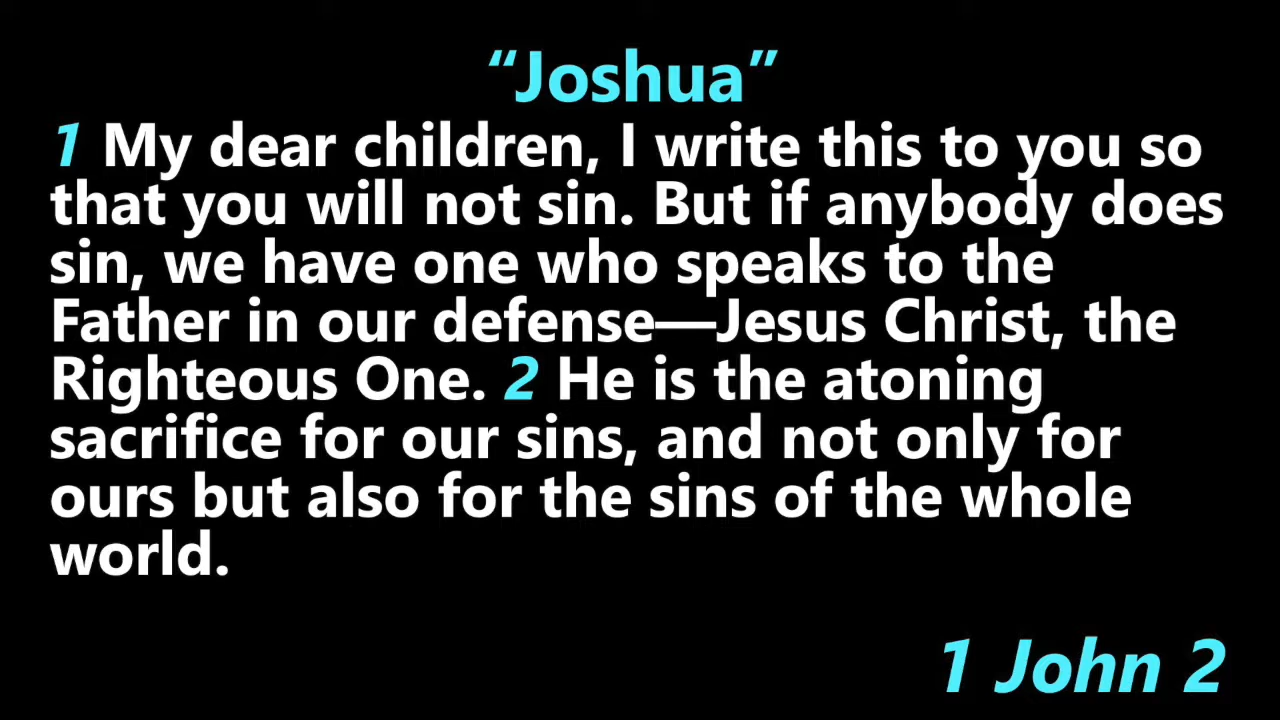 “Joshua”
1 My dear children, I write this to you so
that you will not sin. But if anybody does
sin, we have one who speaks to the
Father in our defense—Jesus Christ, the
Righteous One. 2 He is the atoning
sacrifice for our sins, and not only for
ours but also for the sins of the whole
world.
1 John 2